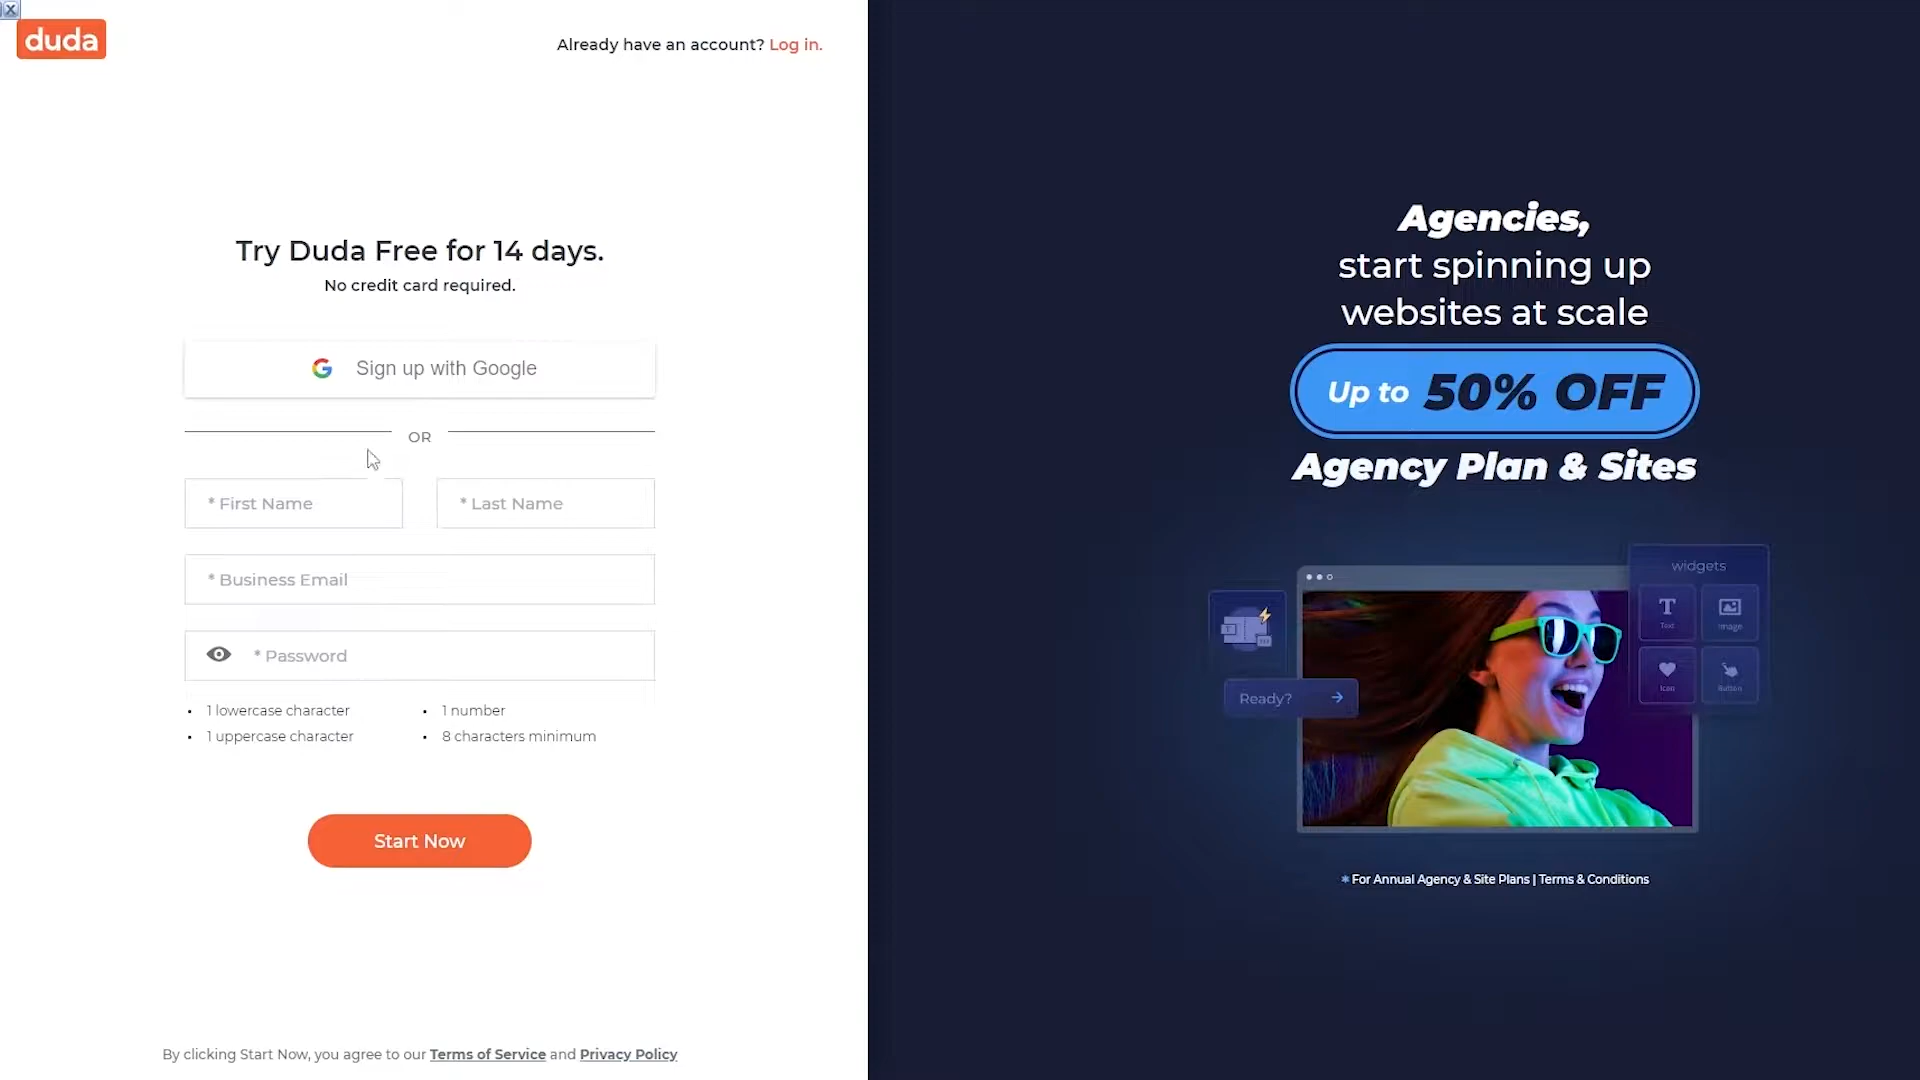 duda
Already have an account? Log in.
Try Duda Free for 14 days.
No credit card required.
Sign up with Google
OR
* First Name
* Last Name
* Business Email
* Password
• 1 lowercase character
• 1 number
• 1 uppercase character
• 8 characters minimum
Start Now
By clicking Start Now, you agree to our Terms of Service and Privacy Policy
Agencies,
start spinning up
websites at scale
Up to 50% OFF
Agency Plan & Sites
widgets
Text
Image
Icon
Button
Ready?
* For Annual Agency & Site Plans | Terms & Conditions